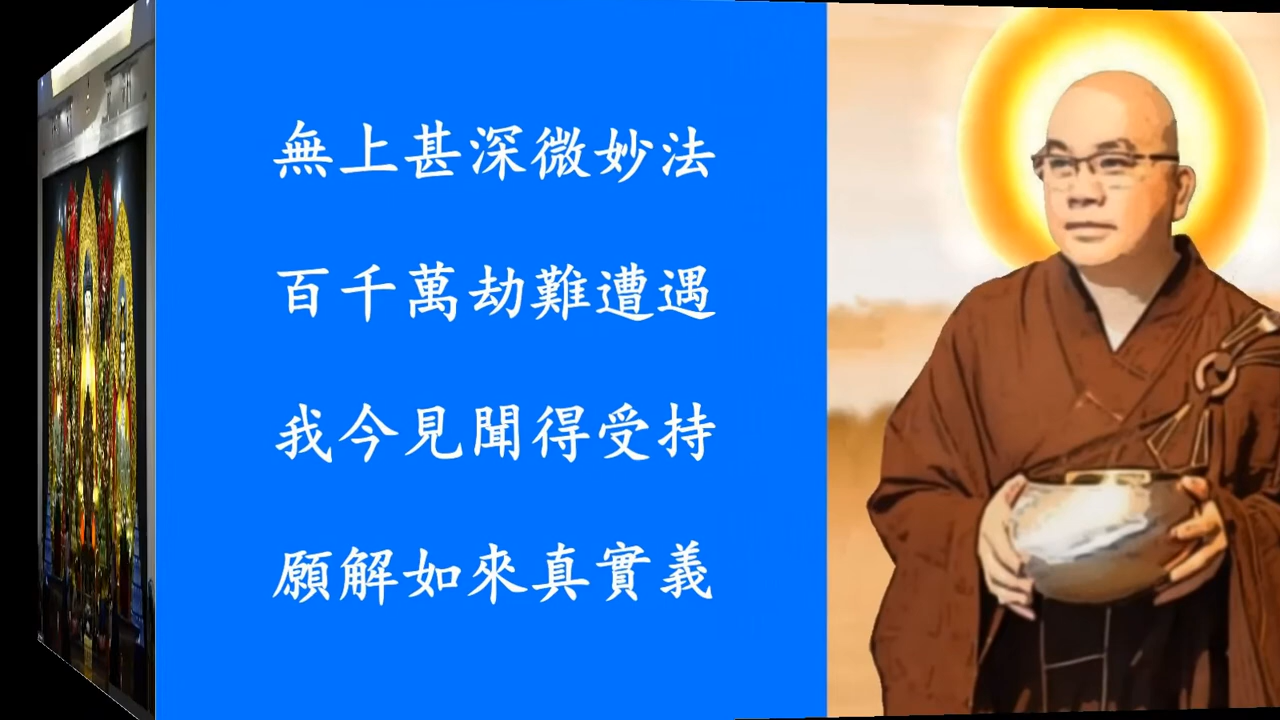 無上甚深微妙法
百千萬劫難遭遇
我今見聞得受持
願解如來真實義